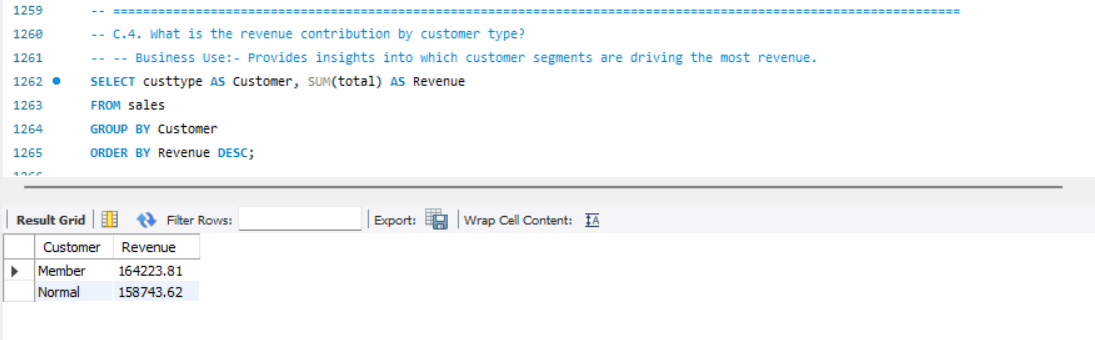 1259 -- ==================================================================================================================
1260 -- C.4. What is the revenue contribution by customer type?
1261 -- -- Business Use:- Provides insights into which customer segments are driving the most revenue.
1262 SELECT custtype AS Customer, SUM(total) AS Revenue
1263 FROM sales
1264 GROUP BY Customer
1265 ORDER BY Revenue DESC;
Result Grid Filter Rows: Export: Wrap Cell Content: IA
Customer Revenue
Member 164223.81
Normal 158743.62